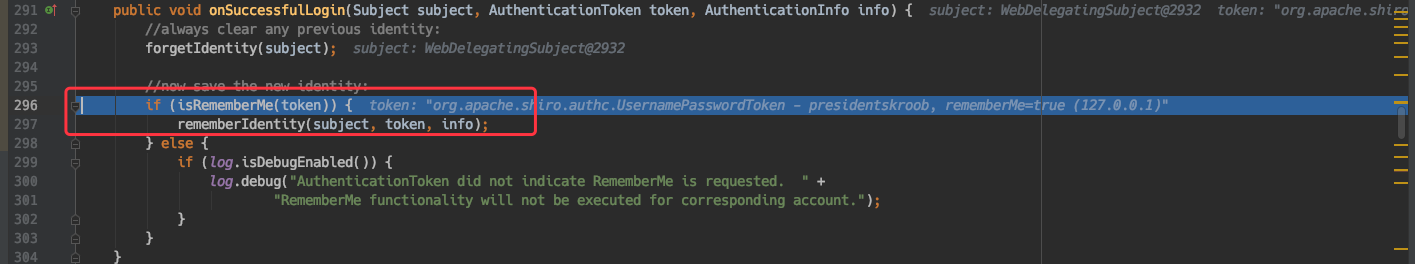 291 public void onSuccessfulLogin(Subject subject, AuthenticationToken token, AuthenticationInfo info) { subject: WebDelegatingSubject@2932 token: "org.apache.shiro
292 //always clear any previous identity:
293 forgetIdentity(subject); subject: WebDelegatingSubject@2932
294
295 //now save the new identity:
296 if (isRememberMe(token)) { token: "org.apache.shiro.authc.UsernamePasswordToken - presidentskroob, rememberMe=true (127.0.0.1)"
297 rememberIdentity(subject, token, info);
298 } else {
299 if (log.isDebugEnabled()) {
300 log.debug("AuthenticationToken did not indicate RememberMe is requested.  " +
301 "RememberMe functionality will not be executed for corresponding account.");
302 }
303 }
304 }